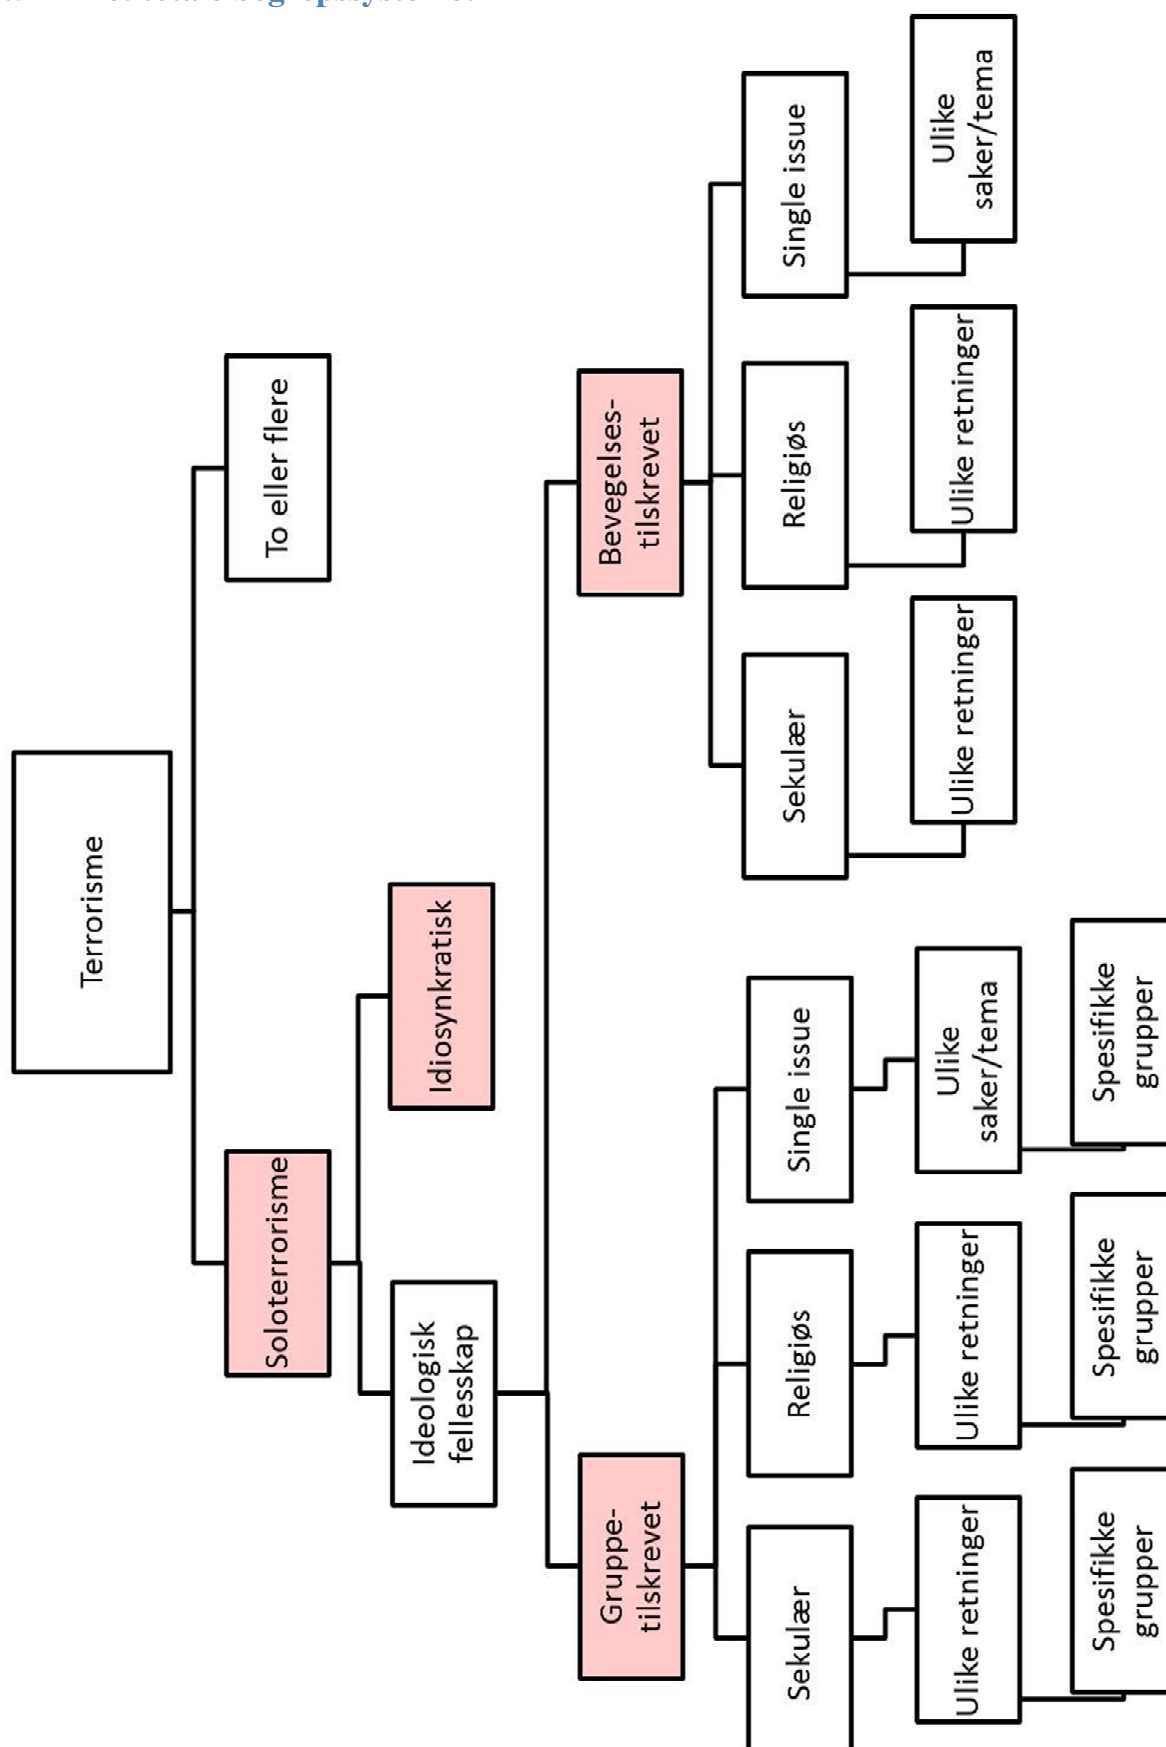 Terrorisme
Soloterrorisme
To eller flere
Ideologisk
fellesskap
Idiosynkratisk
Gruppe-
tilskrevet
Bevegelses-
tilskrevet
Sekulær
Religiøs
Single issue
Sekulær
Religiøs
Single issue
Ulike retninger
Ulike retninger
Ulike
saker/tema
Ulike retninger
Ulike retninger
Ulike
saker/tema
Spesifikke
grupper
Spesifikke
grupper
Spesifikke
grupper